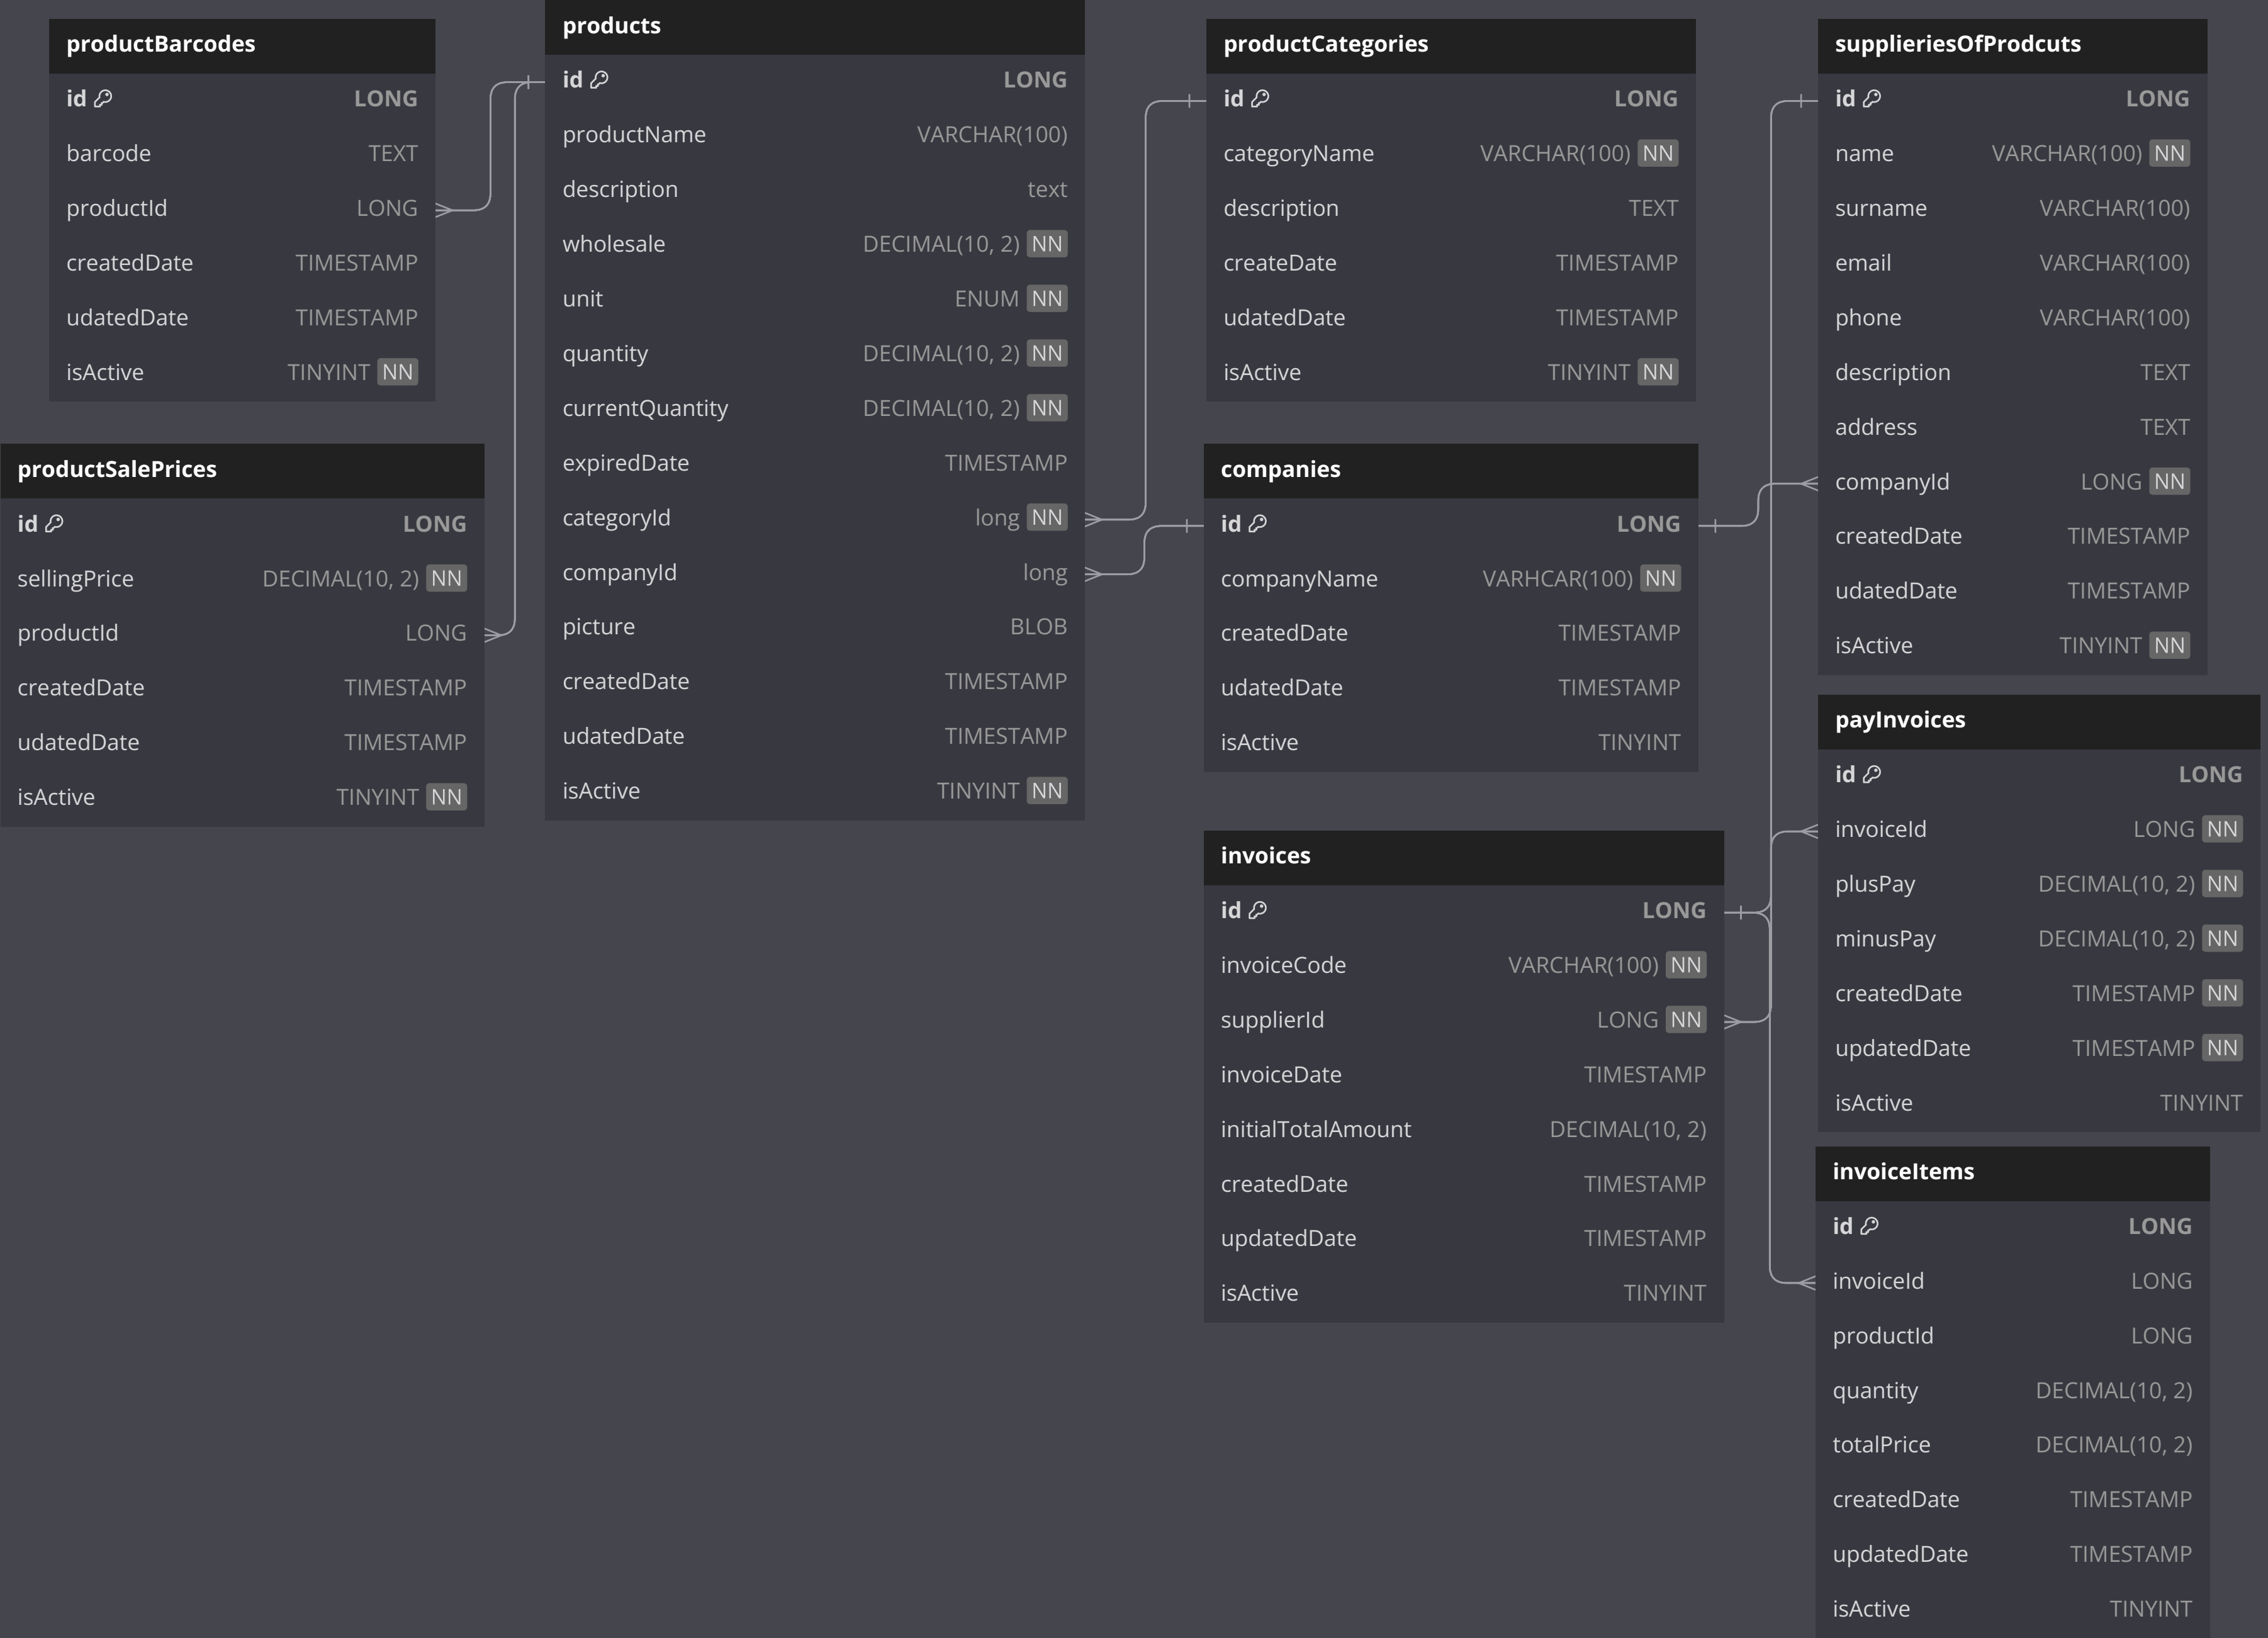 productBarcodes
id LONG
barcode TEXT
productId LONG
createdDate TIMESTAMP
udatedDate TIMESTAMP
isActive TINYINT NN
productSalePrices
id LONG
sellingPrice DECIMAL(10, 2) NN
productId LONG
createdDate TIMESTAMP
udatedDate TIMESTAMP
isActive TINYINT NN
products
id LONG
productName VARCHAR(100)
description text
wholesale DECIMAL(10, 2) NN
unit ENUM NN
quantity DECIMAL(10, 2) NN
currentQuantity DECIMAL(10, 2) NN
expiredDate TIMESTAMP
categoryId long NN
companyId long
picture BLOB
createdDate TIMESTAMP
udatedDate TIMESTAMP
isActive TINYINT NN
productCategories
id LONG
categoryName VARCHAR(100) NN
description TEXT
createDate TIMESTAMP
udatedDate TIMESTAMP
isActive TINYINT NN
companies
id LONG
companyName VARHCAR(100) NN
createdDate TIMESTAMP
udatedDate TIMESTAMP
isActive TINYINT
invoices
id LONG
invoiceCode VARCHAR(100) NN
supplierId LONG NN
invoiceDate TIMESTAMP
initialTotalAmount DECIMAL(10, 2)
createdDate TIMESTAMP
updatedDate TIMESTAMP
isActive TINYINT
supplieriesOfProdcuts
id LONG
name VARCHAR(100) NN
surname VARCHAR(100)
email VARCHAR(100)
phone VARCHAR(100)
description TEXT
address TEXT
companyId LONG NN
createdDate TIMESTAMP
udatedDate TIMESTAMP
isActive TINYINT NN
payInvoices
id LONG
invoiceId LONG NN
plusPay DECIMAL(10, 2) NN
minusPay DECIMAL(10, 2) NN
createdDate TIMESTAMP NN
updatedDate TIMESTAMP NN
isActive TINYINT
invoiceItems
id LONG
invoiceId LONG
productId LONG
quantity DECIMAL(10, 2)
totalPrice DECIMAL(10, 2)
createdDate TIMESTAMP
updatedDate TIMESTAMP
isActive TINYINT